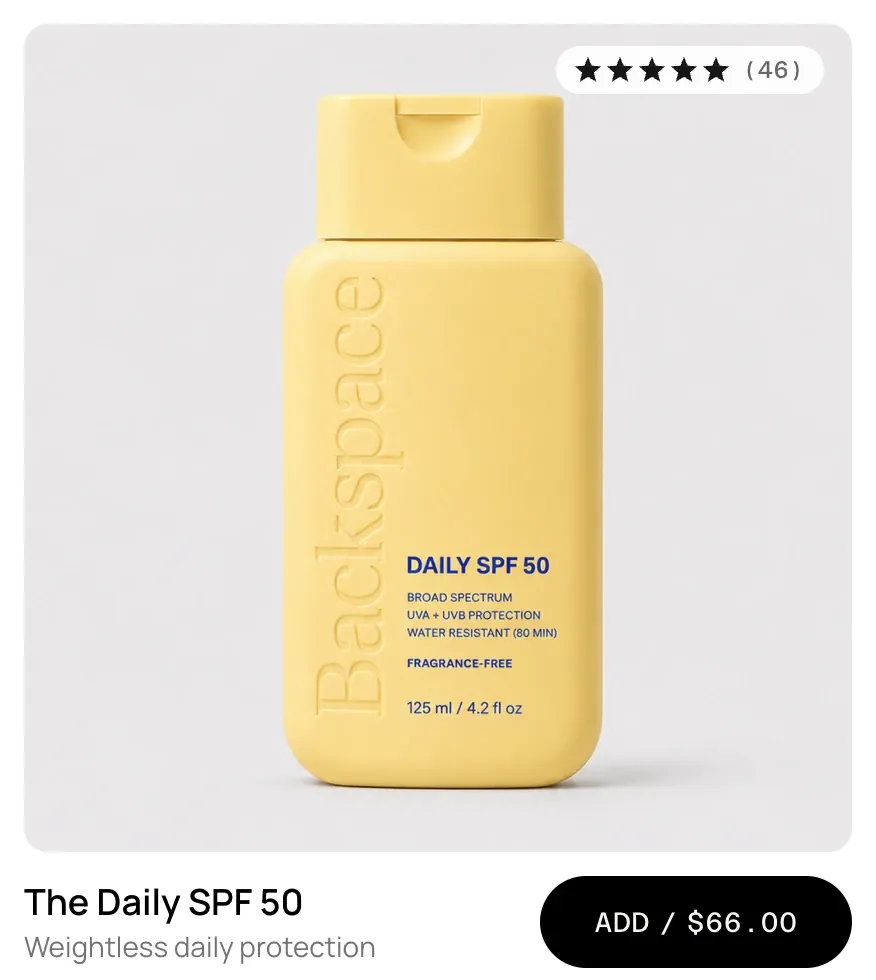 ★★★★★ (46)
Backspace
DAILY SPF 50
BROAD SPECTRUM
UVA + UVB PROTECTION
WATER RESISTANT (80 MIN)
FRAGRANCE-FREE
125 ml / 4.2 fl oz
The Daily SPF 50
Weightless daily protection
ADD / $66.00